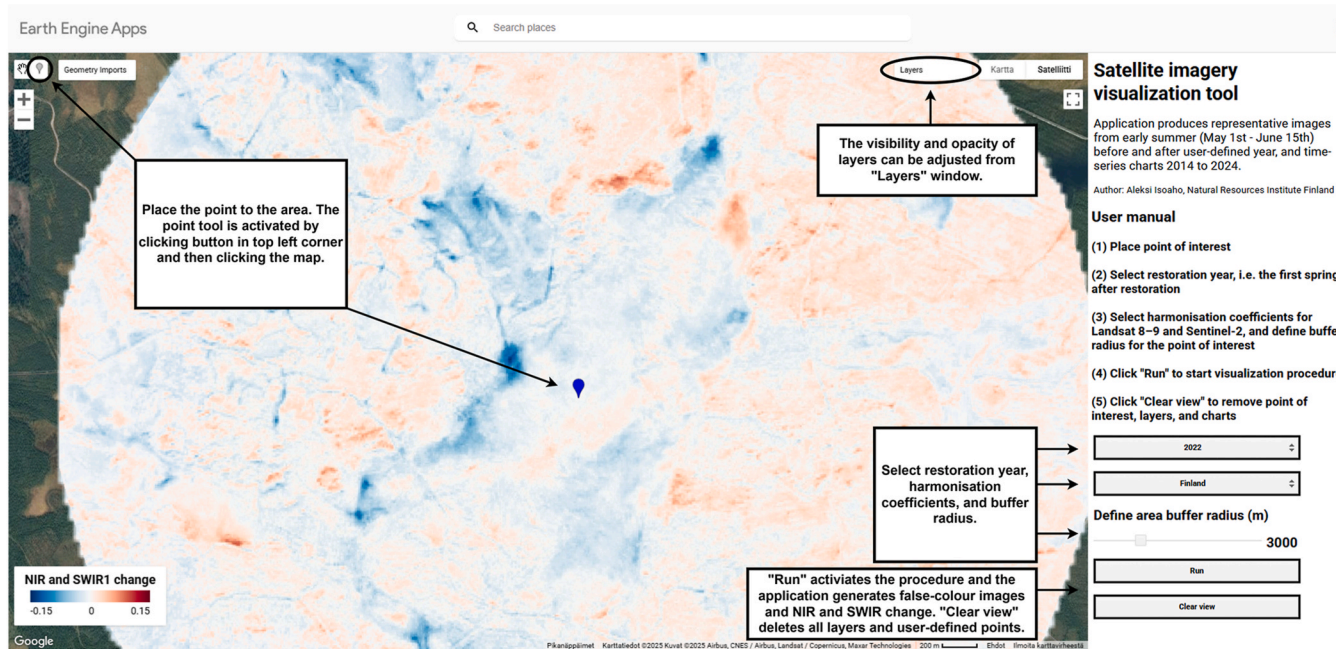 Earth Engine Apps
Search places
Geometry Imports
Layers
Kartta
Satelliitti
The visibility and opacity of
layers can be adjusted from
"Layers" window.
Place the point to the area. The
point tool is activated by
clicking button in top left corner
and then clicking the map.
Select restoration year,
harmonisation
coefficients, and buffer
radius.
"Run" activiates the procedure and the
application generates false-colour images
and NIR and SWIR change. "Clear view"
deletes all layers and user-defined points.
NIR and SWIR1 change
-0.15 0 0.15
Google
Pikanäppäimet Karttatiedot ©2025 Kuvat ©2025 Airbus, CNES / Airbus, Landsat / Copernicus, Maxar Technologies 200 m Ehdot Ilmoita karttavirheestä
Satellite imagery
visualization tool
Application produces representative images
from early summer (May 1st - June 15th)
before and after user-defined year, and time-
series charts 2014 to 2024.
Author: Aleksi Isoaho, Natural Resources Institute Finland
User manual
(1) Place point of interest
(2) Select restoration year, i.e. the first spring
after restoration
(3) Select harmonisation coefficients for
Landsat 8–9 and Sentinel-2, and define buffe
radius for the point of interest
(4) Click "Run" to start visualization procedur
(5) Click "Clear view" to remove point of
interest, layers, and charts
2022
Finland
Define area buffer radius (m)
3000
Run
Clear view